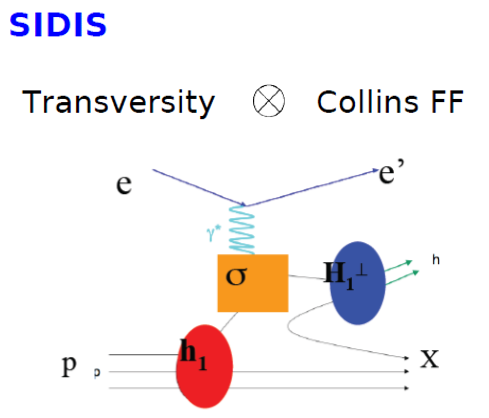 SIDIS
Transversity ⊗ Collins FF
e
e'
γ*
σ
H₁⊥
h
h₁
p
p
X